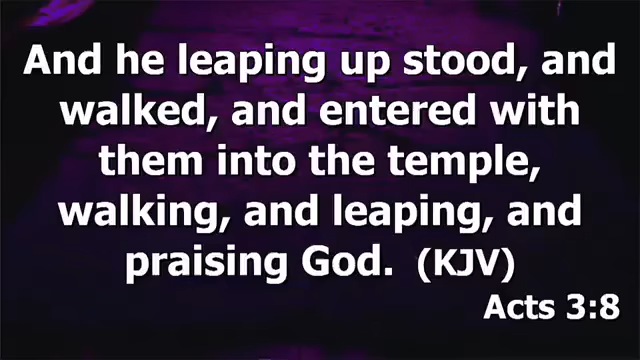 And he leaping up stood, and
walked, and entered with
them into the temple,
walking, and leaping, and
praising God. (KJV)
Acts 3:8